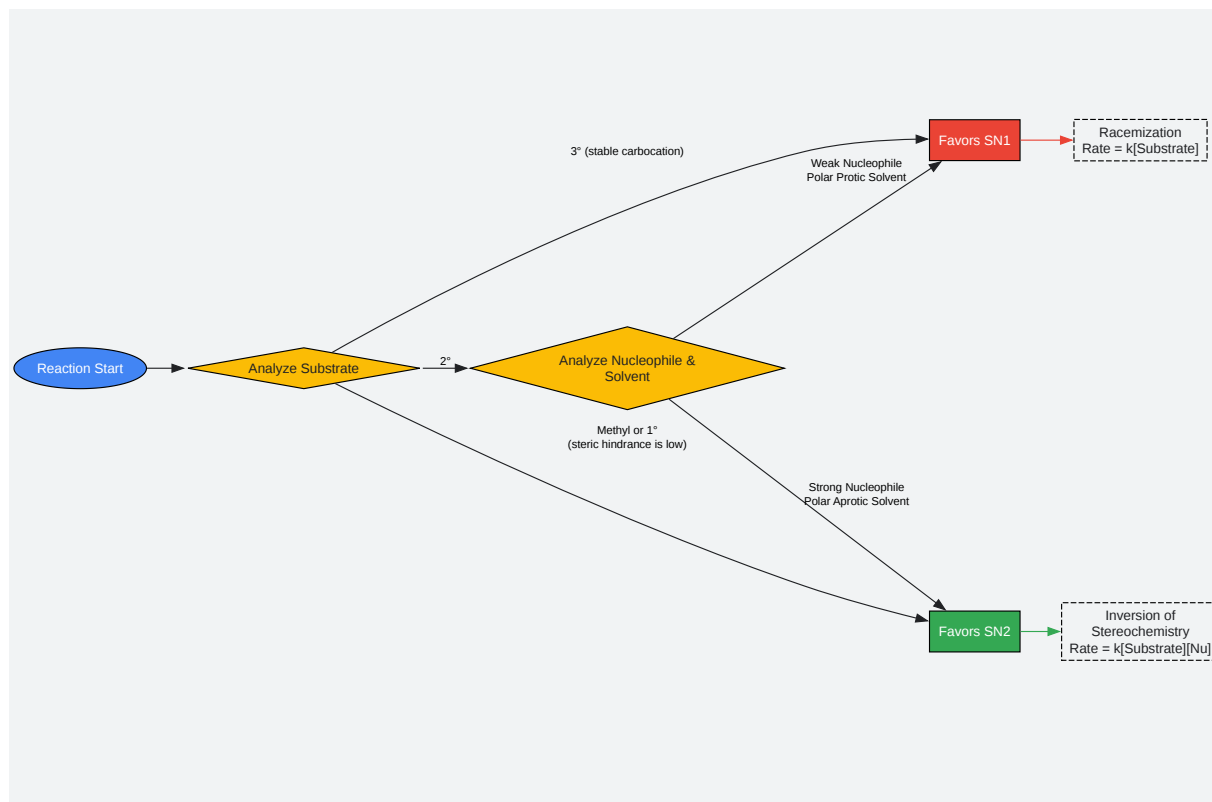 3° (stable carbocation)
Favors SN1
Racemization
Rate = k[Substrate]
Weak Nucleophile
Polar Protic Solvent
Reaction Start
Analyze Substrate
2°
Analyze Nucleophile &
Solvent
Methyl or 1°
(steric hindrance is low)
Strong Nucleophile
Polar Aprotic Solvent
Favors SN2
Inversion of
Stereochemistry
Rate = k[Substrate][Nu]